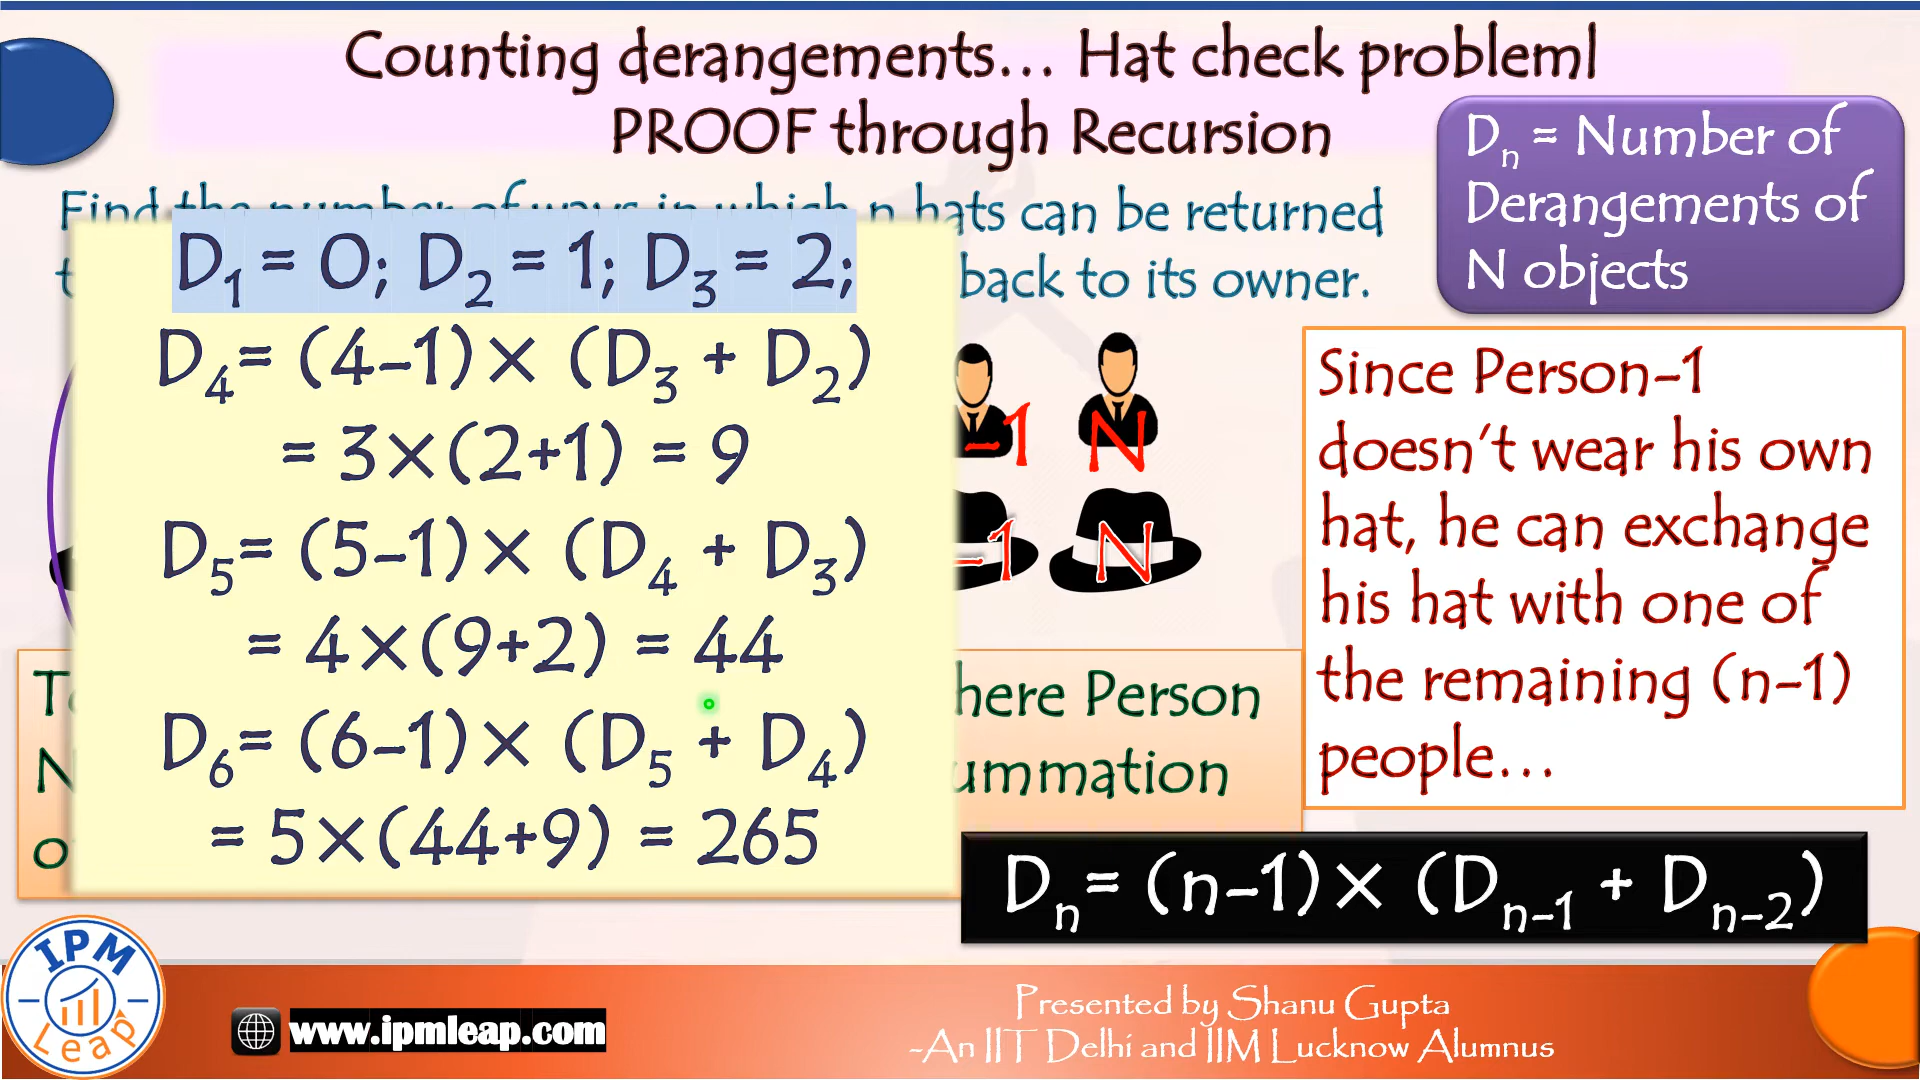 Counting derangements... Hat check problem!
PROOF through Recursion
Dn = Number of
Derangements of
N objects
n hats can be returned
back to its owner.
D1 = 0; D2 = 1; D3 = 2;
D4= (4-1)× (D3 + D2)
= 3×(2+1) = 9
D5= (5-1)× (D4 + D3)
= 4×(9+2) = 44
D6= (6-1)× (D5 + D4)
= 5×(44+9) = 265
-1 N
-1 N
Since Person-1
doesn't wear his own
hat, he can exchange
his hat with one of
the remaining (n-1)
people...
here Person
ummation
Dn= (n-1)× (Dn-1 + Dn-2)
IPM
Leap
www.ipmleap.com
Presented by Shanu Gupta
-An IIT Delhi and IIM Lucknow Alumnus